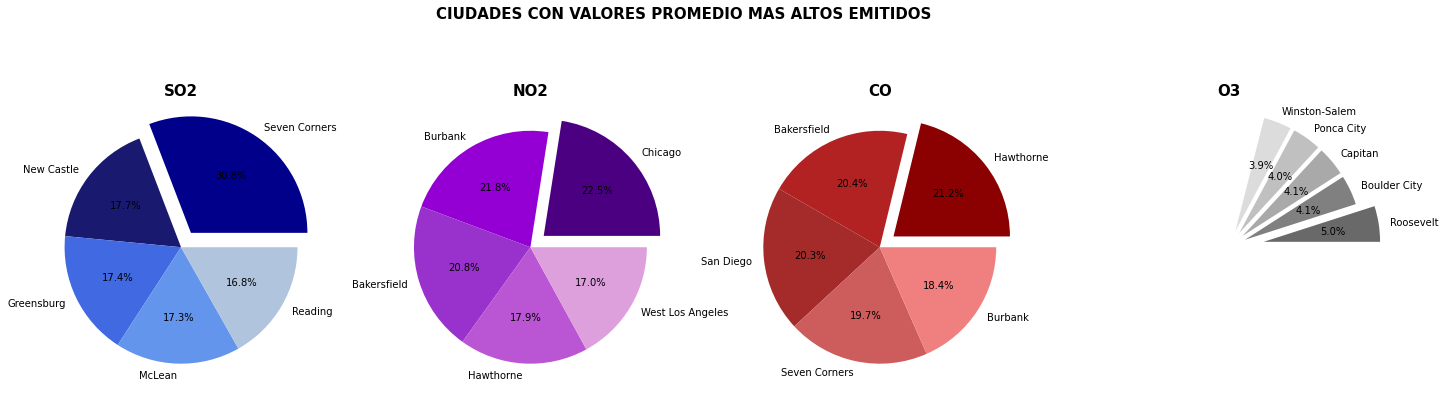 CIUDADES CON VALORES PROMEDIO MAS ALTOS EMITIDOS
SO2
Seven Corners
30.8%
New Castle
17.7%
Greensburg
17.4%
McLean
17.3%
Reading
16.8%
NO2
Chicago
22.5%
Burbank
21.8%
Bakersfield
20.8%
Hawthorne
17.9%
West Los Angeles
17.0%
CO
Hawthorne
21.2%
Bakersfield
20.4%
San Diego
20.3%
Seven Corners
19.7%
Burbank
18.4%
O3
Winston-Salem
3.9%
Ponca City
4.0%
Capitan
4.1%
Boulder City
4.1%
Roosevelt
5.0%